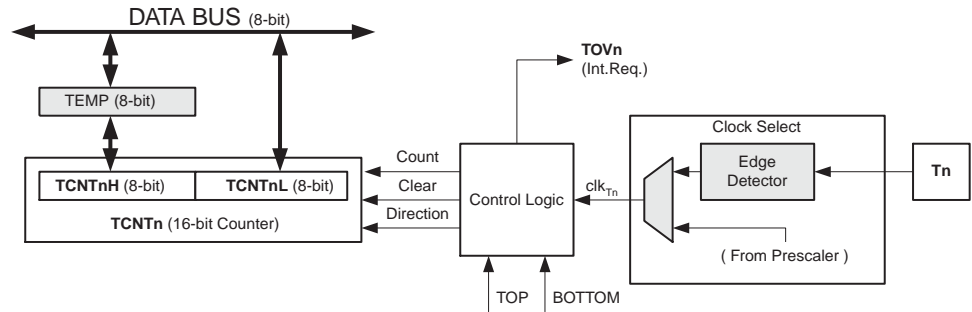 DATA BUS (8-bit)
TOVn
(Int.Req.)
TEMP (8-bit)
Clock Select
Count
Edge
Detector
Tn
TCNTnH (8-bit)
TCNTnL (8-bit)
Clear
Control Logic
clkTn
TCNTn (16-bit Counter)
Direction
( From Prescaler )
TOP
BOTTOM